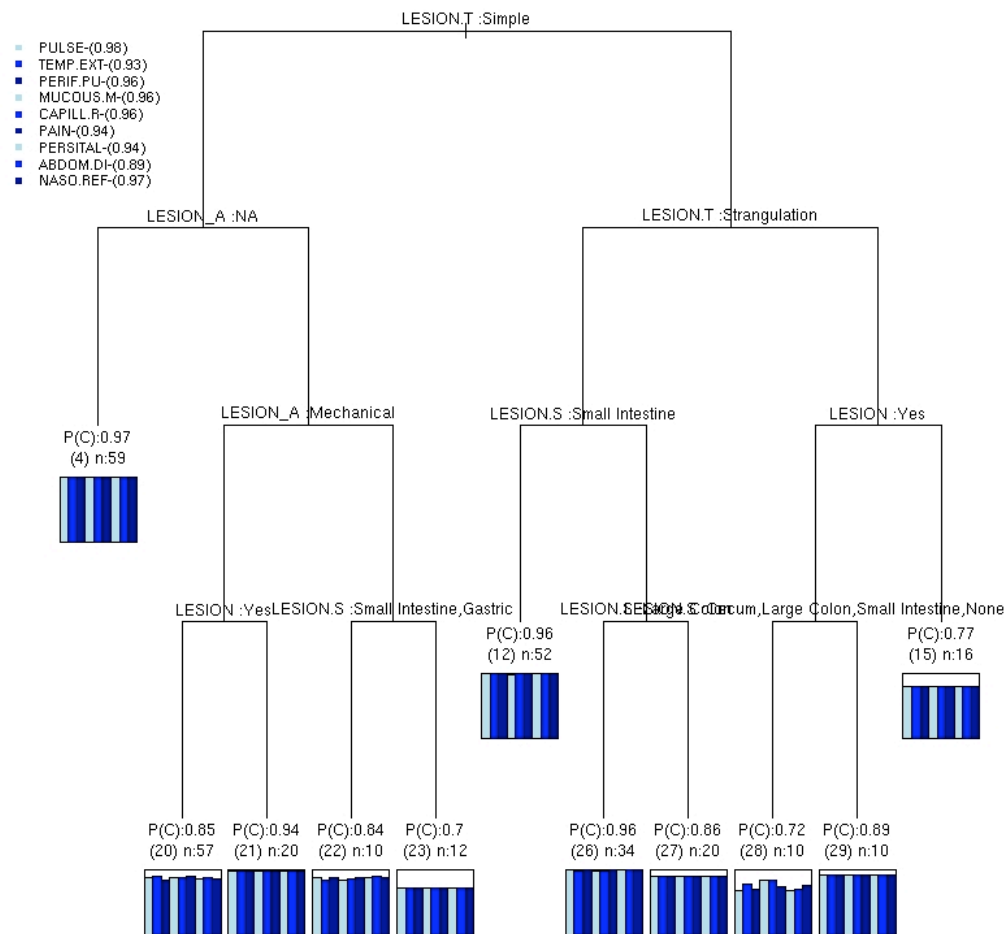 LESION.T :Simple
PULSE-(0.98)
TEMP.EXT-(0.93)
PERIF.PU-(0.96)
MUCOUS.M-(0.96)
CAPILL.R-(0.96)
PAIN-(0.94)
PERSITAL-(0.94)
ABDOM.DI-(0.89)
NASO.REF-(0.97)
LESION_A :NA
LESION.T :Strangulation
LESION_A :Mechanical
LESION.S :Small Intestine
LESION :Yes
P(C):0.97
(4) n:59
LESION :Yes
LESION.S :Small Intestine,Gastric
LESION.S :Large Colon
LESION.S :Cecum,Large Colon,Small Intestine,None
P(C):0.96
(12) n:52
P(C):0.77
(15) n:16
P(C):0.85
(20) n:57
P(C):0.94
(21) n:20
P(C):0.84
(22) n:10
P(C):0.7
(23) n:12
P(C):0.96
(26) n:34
P(C):0.86
(27) n:20
P(C):0.72
(28) n:10
P(C):0.89
(29) n:10